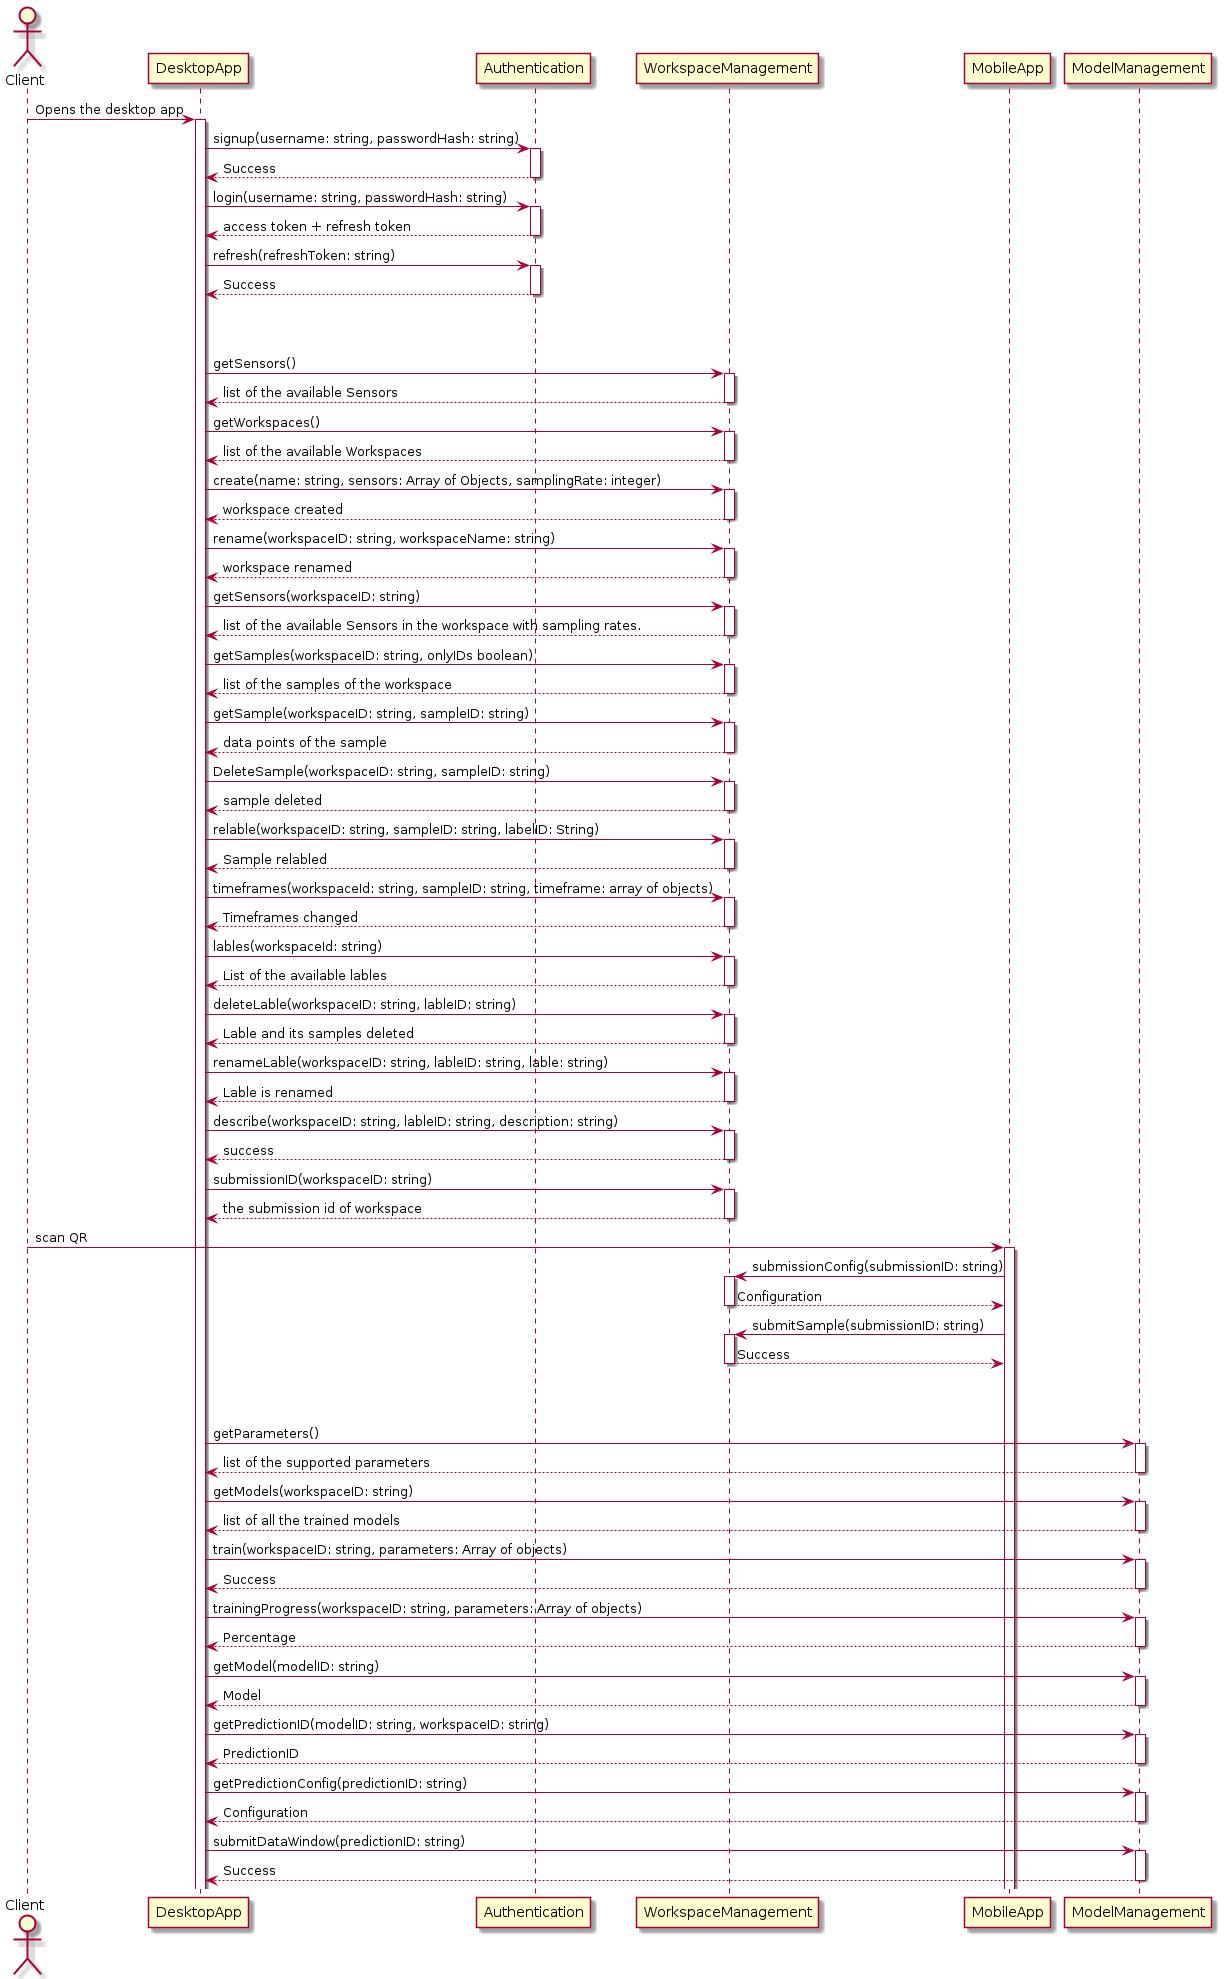 Client
DesktopApp
Authentication
WorkspaceManagement
MobileApp
ModelManagement
Opens the desktop app
signup(username: string, passwordHash: string)
Success
login(username: string, passwordHash: string)
access token + refresh token
refresh(refreshToken: string)
Success
getSensors()
list of the available Sensors
getWorkspaces()
list of the available Workspaces
create(name: string, sensors: Array of Objects, samplingRate: integer)
workspace created
rename(workspaceID: string, workspaceName: string)
workspace renamed
getSensors(workspaceID: string)
list of the available Sensors in the workspace with sampling rates.
getSamples(workspaceID: string, onlyIDs boolean)
list of the samples of the workspace
getSample(workspaceID: string, sampleID: string)
data points of the sample
DeleteSample(workspaceID: string, sampleID: string)
sample deleted
relable(workspaceID: string, sampleID: string, labelID: String)
Sample relabled
timeframes(workspaceId: string, sampleID: string, timeframe: array of objects)
Timeframes changed
lables(workspaceId: string)
List of the available lables
deleteLable(workspaceID: string, lableID: string)
Lable and its samples deleted
renameLable(workspaceID: string, lableID: string, lable: string)
Lable is renamed
describe(workspaceID: string, lableID: string, description: string)
success
submissionID(workspaceID: string)
the submission id of workspace
scan QR
submissionConfig(submissionID: string)
Configuration
submitSample(submissionID: string)
Success
getParameters()
list of the supported parameters
getModels(workspaceID: string)
list of all the trained models
train(workspaceID: string, parameters: Array of objects)
Success
trainingProgress(workspaceID: string, parameters: Array of objects)
Percentage
getModel(modelID: string)
Model
getPredictionID(modelID: string, workspaceID: string)
PredictionID
getPredictionConfig(predictionID: string)
Configuration
submitDataWindow(predictionID: string)
Success
Client
DesktopApp
Authentication
WorkspaceManagement
MobileApp
ModelManagement